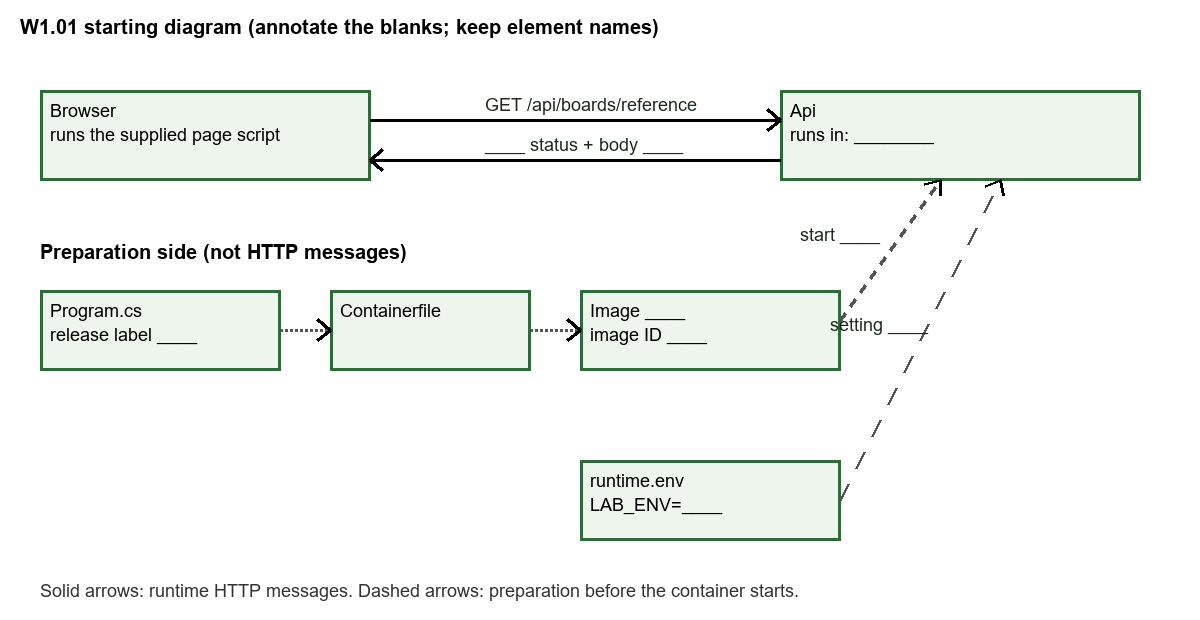 W1.01 starting diagram (annotate the blanks; keep element names)
Browser
runs the supplied page script
GET /api/boards/reference
____ status + body ____
Api
runs in: ________
start ____
Preparation side (not HTTP messages)
Program.cs
release label ____
Containerfile
Image ____
image ID ____
setting ____
runtime.env
LAB_ENV=____
Solid arrows: runtime HTTP messages. Dashed arrows: preparation before the container starts.